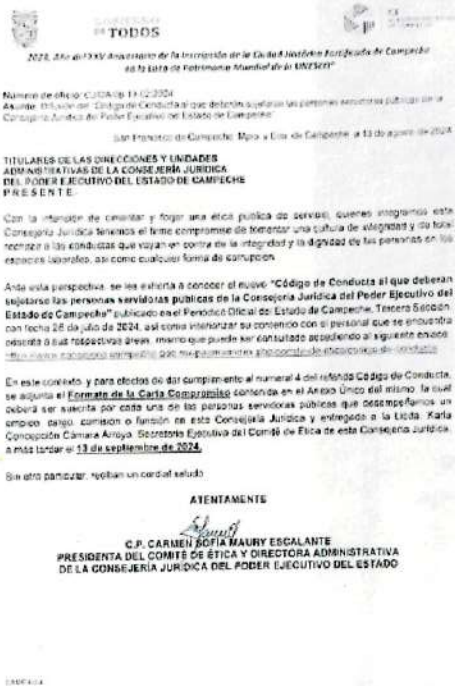 GOBIERNO
DE TODOS
2024, Año del XXV Aniversario de la Inscripción de la Ciudad Histórica Fortificada de Campeche
en la Lista de Patrimonio Mundial de la UNESCO"
Número de oficio:
Asunto: Difusión del "Código de Conducta al que deberán sujetarse las personas servidoras públicas de la
Consejería Jurídica del Poder Ejecutivo del Estado de Campeche"
San Francisco de Campeche, Mpio. y Edo. de Campeche, a 13 de agosto de 2024
TITULARES DE LAS DIRECCIONES Y UNIDADES
ADMINISTRATIVAS DE LA CONSEJERÍA JURÍDICA
DEL PODER EJECUTIVO DEL ESTADO DE CAMPECHE
P R E S E N T E
Con la intención de cimentar y forjar una ética pública de servicio, quienes integramos esta
Consejería Jurídica tenemos el firme compromiso de fomentar una cultura de integridad y su total
rechazo a las conductas que vayan en contra de la integridad y la dignidad de las personas en los
espacios laborales, así como cualquier forma de corrupción
Ante esta perspectiva, se les exhorta a conocer el nuevo "Código de Conducta al que deberán
sujetarse las personas servidoras públicas de la Consejería Jurídica del Poder Ejecutivo del
Estado de Campeche" publicado en el Periódico Oficial del Estado de Campeche, Tercera Sección
con fecha 26 de julio de 2024, así como interiorizar su contenido con el personal que se encuentra
adscrito a sus respectivas áreas, mismo que puede ser consultado accediendo al siguiente enlace:
En este contexto, y para efectos de dar cumplimiento al numeral 4 del referido Código de Conducta,
se adjunta el Formato de la Carta Compromiso contenida en el Anexo Único del mismo, la cual
deberá ser suscrita por cada una de las personas servidoras públicas que desempeñamos un
empleo, cargo, comisión o función en esta Consejería Jurídica y entregada a la Licda. Karla
Concepción Cámara Arroyo, Secretaria Ejecutiva del Comité de Ética de esta Consejería Jurídica,
a más tardar el 13 de septiembre de 2024.
Sin otro particular, reciban un cordial saludo
ATENTAMENTE
C.P. CARMEN SOFÍA MAURY ESCALANTE
PRESIDENTA DEL COMITÉ DE ÉTICA Y DIRECTORA ADMINISTRATIVA
DE LA CONSEJERÍA JURÍDICA DEL PODER EJECUTIVO DEL ESTADO